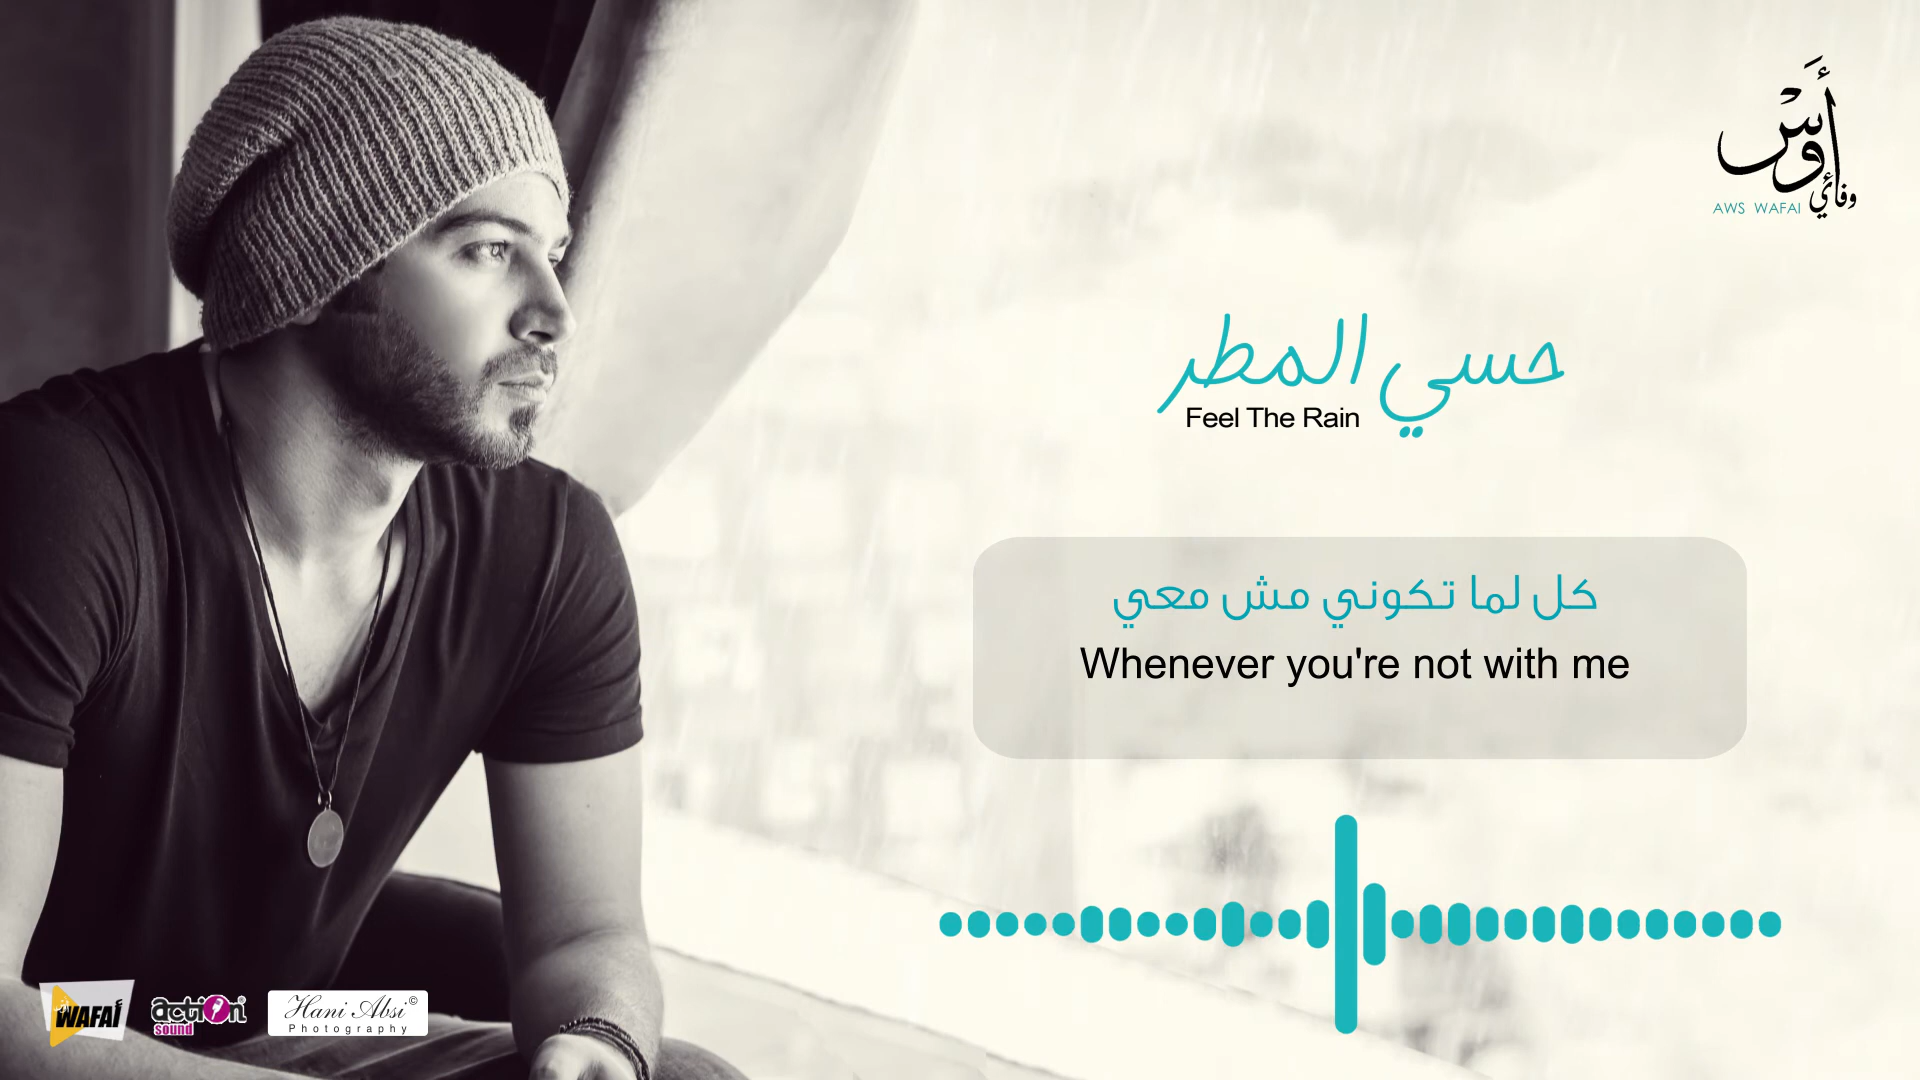 أَوْس
وفائي
AWS WAFAI
حسي المطر
Feel The Rain
كل لما تكوني مش معي
Whenever you're not with me
WAFAI
action
sound
Hani Absi ©
Photography